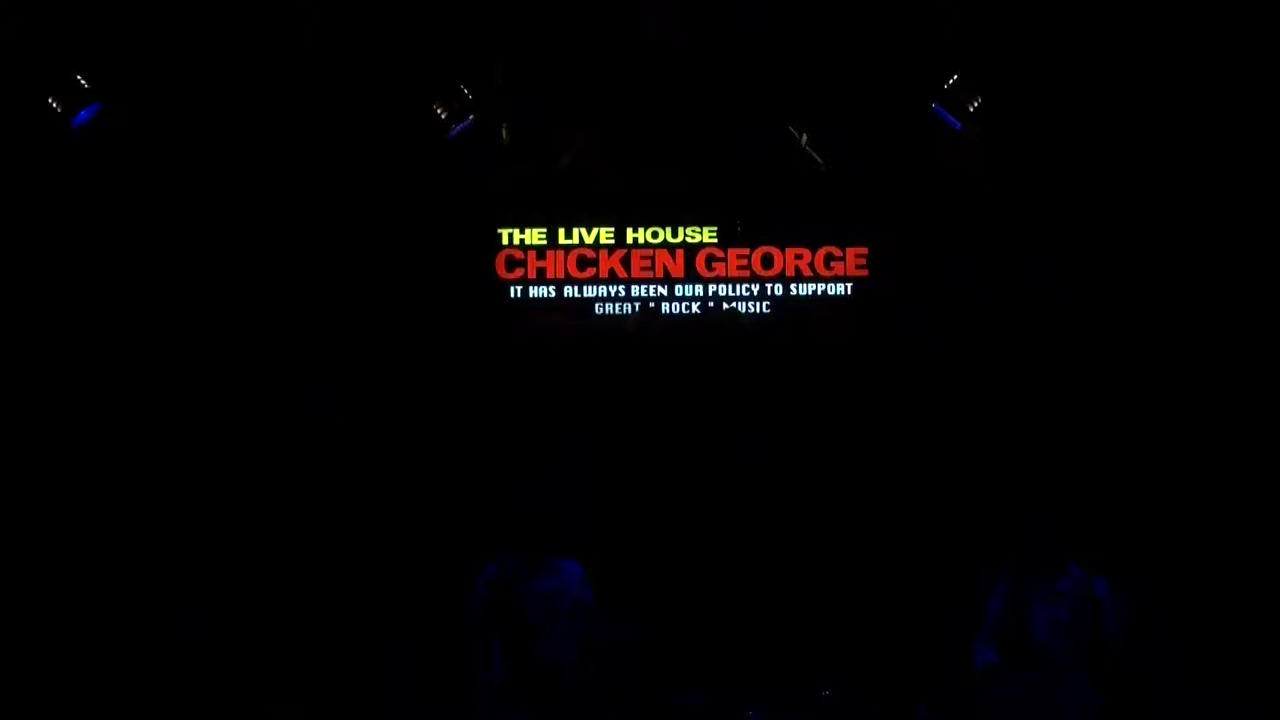 THE LIVE HOUSE
CHICKEN GEORGE
IT HAS ALWAYS BEEN OUR POLICY TO SUPPORT
GREAT " ROCK " MUSIC